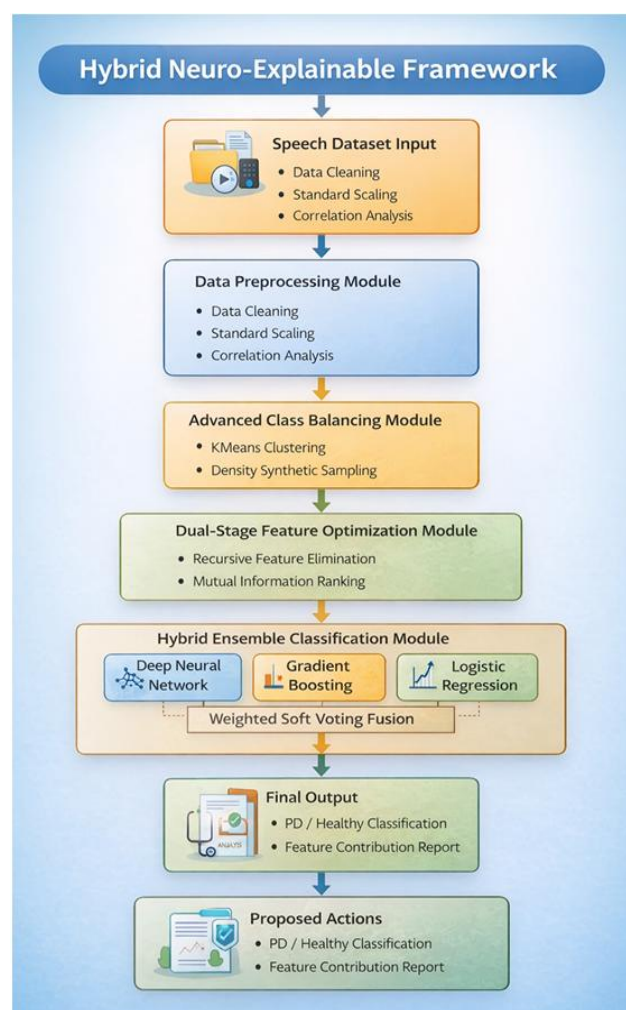 Hybrid Neuro-Explainable Framework
Speech Dataset Input
• Data Cleaning
• Standard Scaling
• Correlation Analysis
Data Preprocessing Module
• Data Cleaning
• Standard Scaling
• Correlation Analysis
Advanced Class Balancing Module
• KMeans Clustering
• Density Synthetic Sampling
Dual-Stage Feature Optimization Module
• Recursive Feature Elimination
• Mutual Information Ranking
Hybrid Ensemble Classification Module
Deep Neural
Network
Gradient
Boosting
Logistic
Regression
Weighted Soft Voting Fusion
Final Output
• PD / Healthy Classification
• Feature Contribution Report
ANALYSIS
Proposed Actions
• PD / Healthy Classification
• Feature Contribution Report